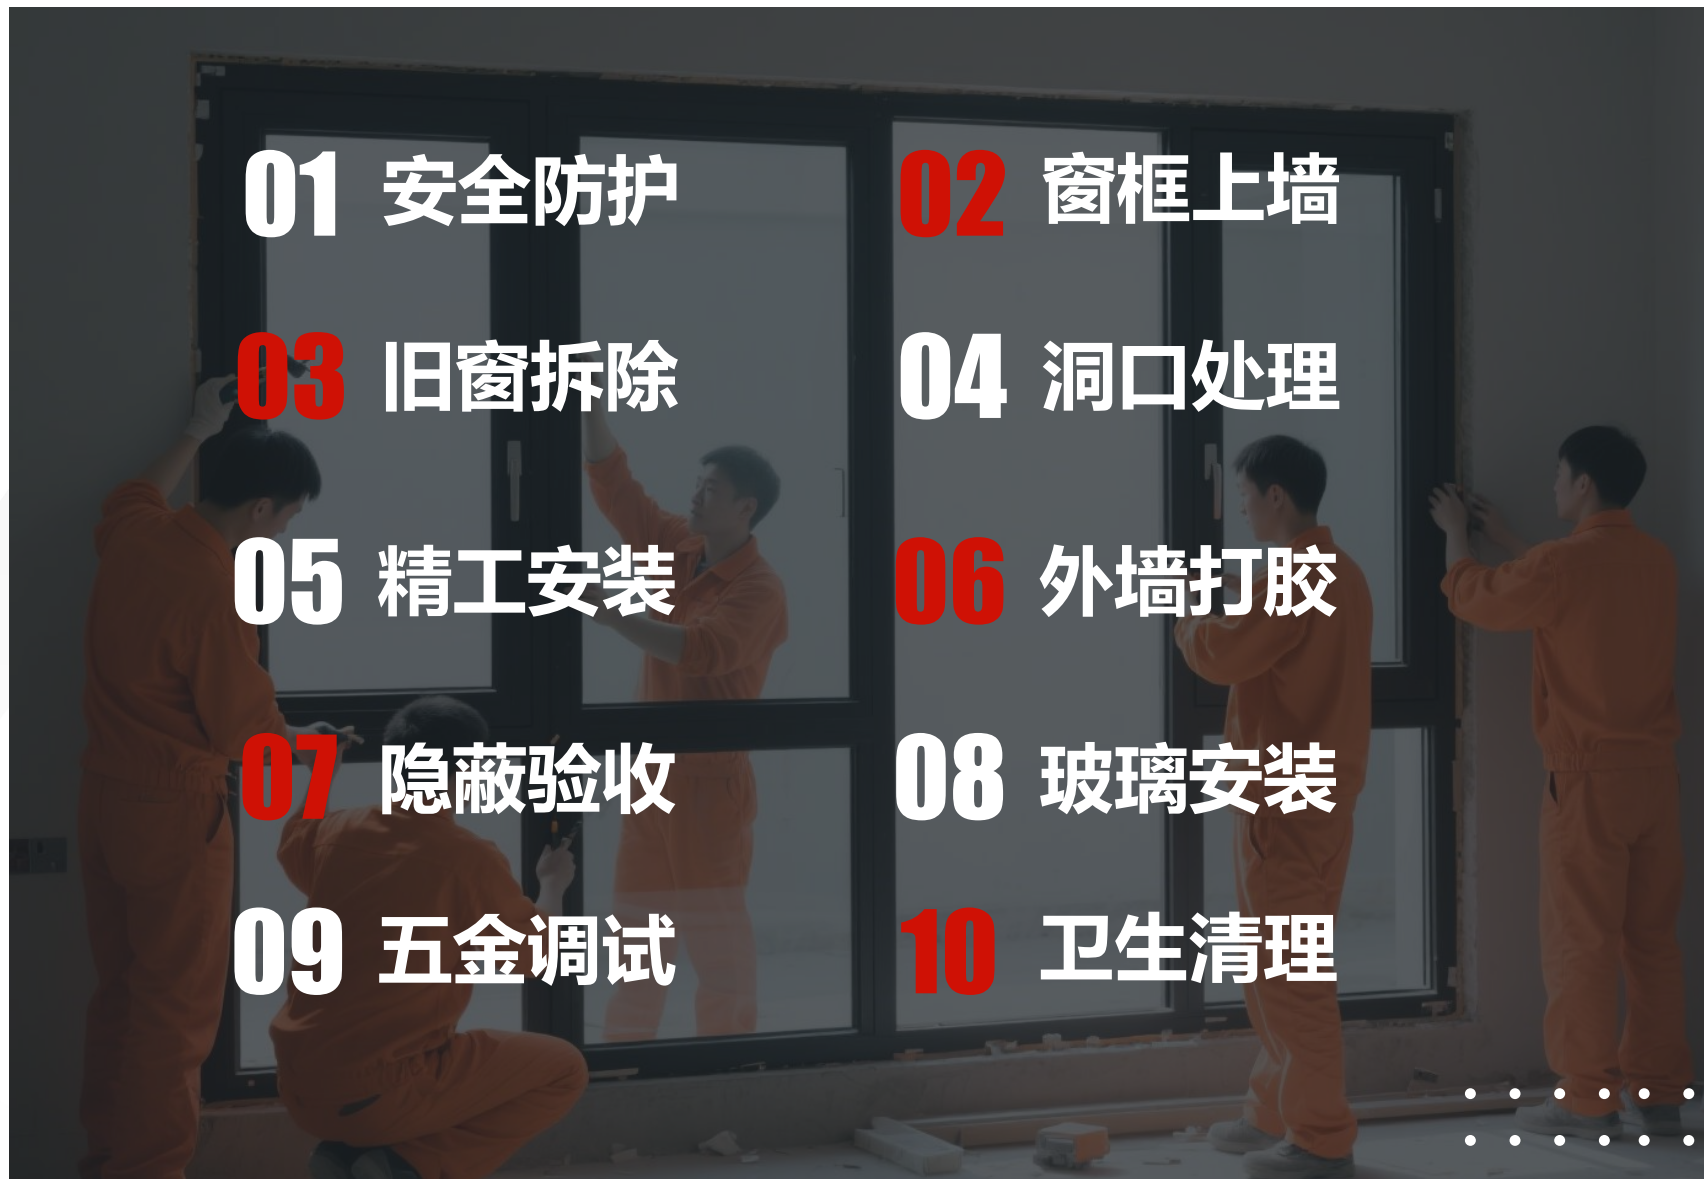 01 安全防护
02 窗框上墙
03 旧窗拆除
04 洞口处理
05 精工安装
06 外墙打胶
07 隐蔽验收
08 玻璃安装
09 五金调试
10 卫生清理